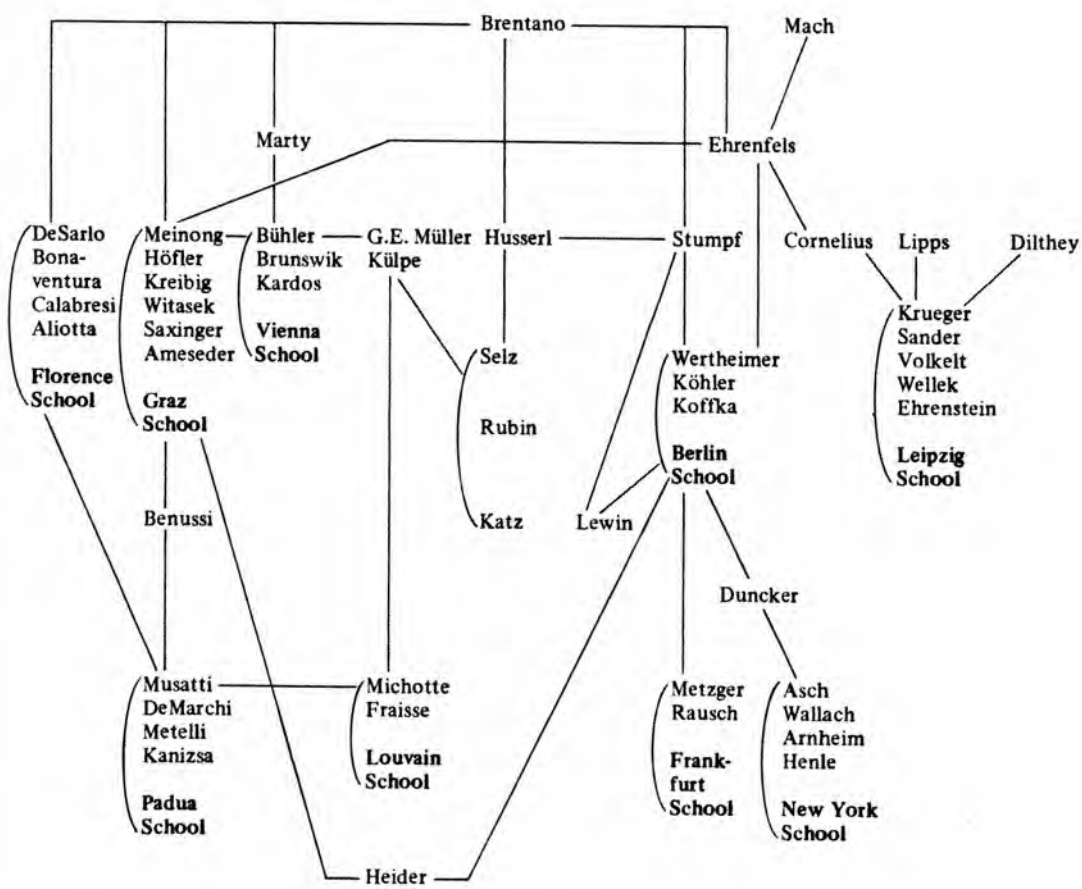 Brentano
Mach
Marty
Ehrenfels
DeSarlo
Bona-
ventura
Calabresi
Aliotta
Florence
School
Meinong
Höfler
Kreibig
Witasek
Saxinger
Ameseder
Graz
School
Bühler
Brunswik
Kardos
Vienna
School
G.E. Müller
Külpe
Husserl
Stumpf
Cornelius
Lipps
Dilthey
Selz
Rubin
Katz
Wertheimer
Köhler
Koffka
Berlin
School
Krueger
Sander
Volkelt
Wellek
Ehrenstein
Leipzig
School
Benussi
Lewin
Duncker
Musatti
DeMarchi
Metelli
Kanizsa
Padua
School
Michotte
Fraisse
Louvain
School
Metzger
Rausch
Frank-
furt
School
Asch
Wallach
Arnheim
Henle
New York
School
Heider